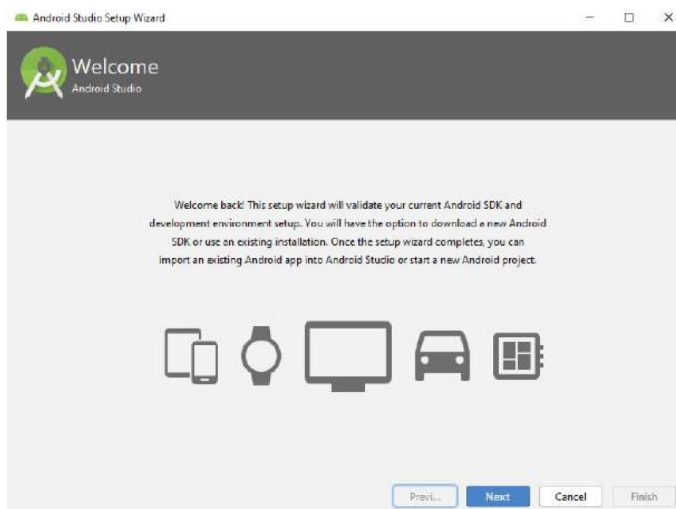 Android Studio Setup Wizard
Welcome
Android Studio
Welcome back! This setup wizard will validate your current Android SDK and
development environment setup. You will have the option to download a new Android
SDK or use an existing installation. Once the setup wizard completes, you can
import an existing Android app into Android Studio or start a new Android project.
Previ... Next Cancel Finish